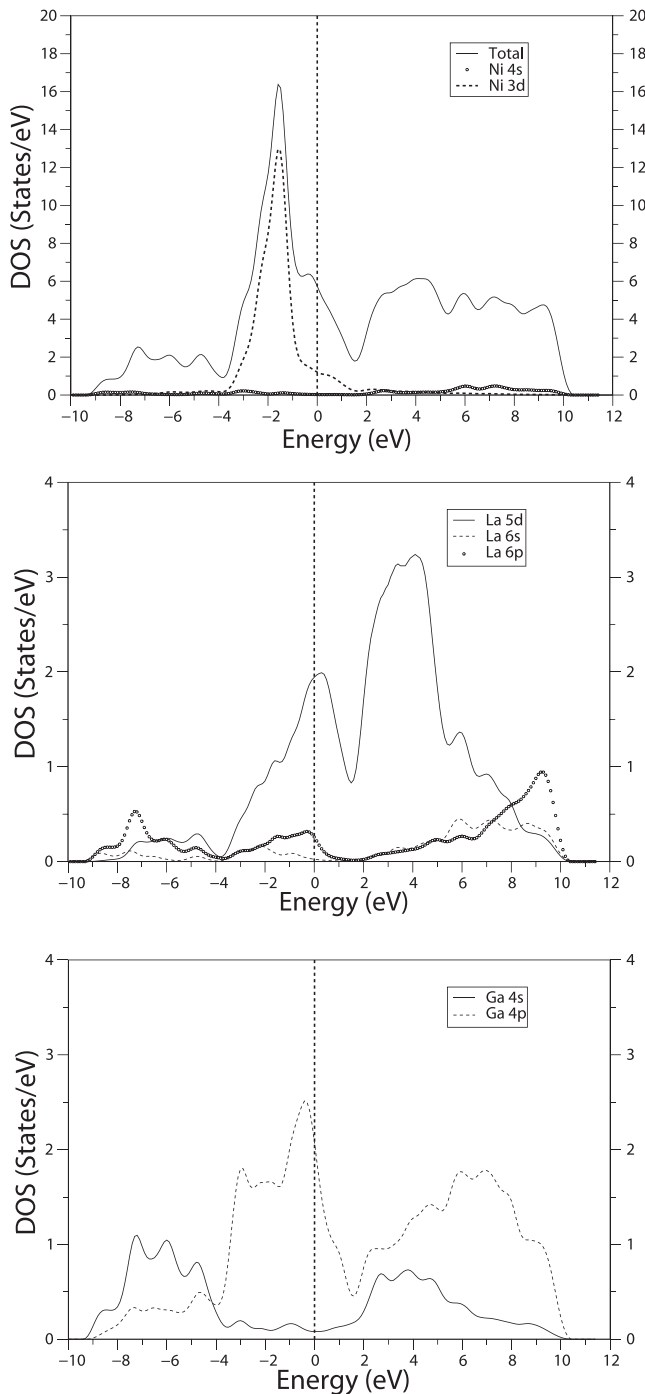 20 20
18 18
16 16
14 14
12 12
10 10
8 8
6 6
4 4
2 2
0 0
−10 −8 −6 −4 −2 0 2 4 6 8 10 12
DOS (States/eV)
Energy (eV)
Total
Ni 4s
Ni 3d
4 4
3 3
2 2
1 1
0 0
−10 −8 −6 −4 −2 0 2 4 6 8 10 12
DOS (States/eV)
Energy (eV)
La 5d
La 6s
La 6p
4 4
3 3
2 2
1 1
0 0
−10 −8 −6 −4 −2 0 2 4 6 8 10 12
DOS (States/eV)
Energy (eV)
Ga 4s
Ga 4p